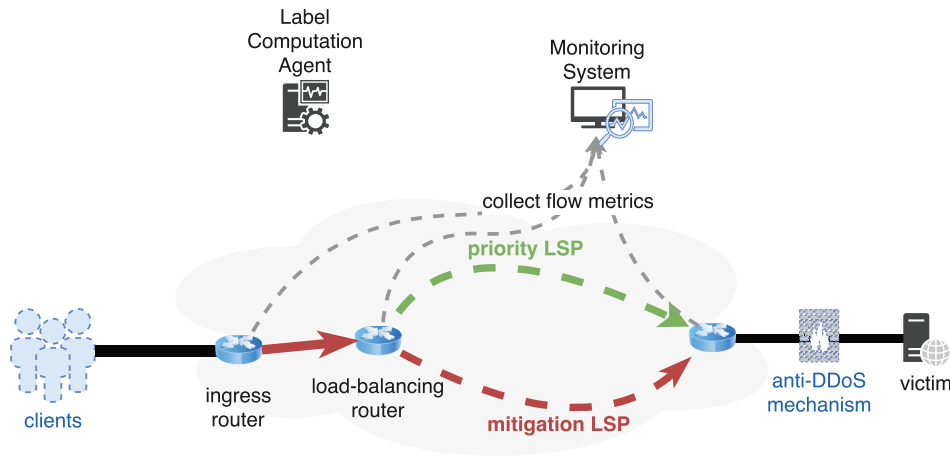 Label
Computation
Agent
Monitoring
System
collect flow metrics
priority LSP
clients
ingress
router
load-balancing
router
mitigation LSP
anti-DDoS
mechanism
victim